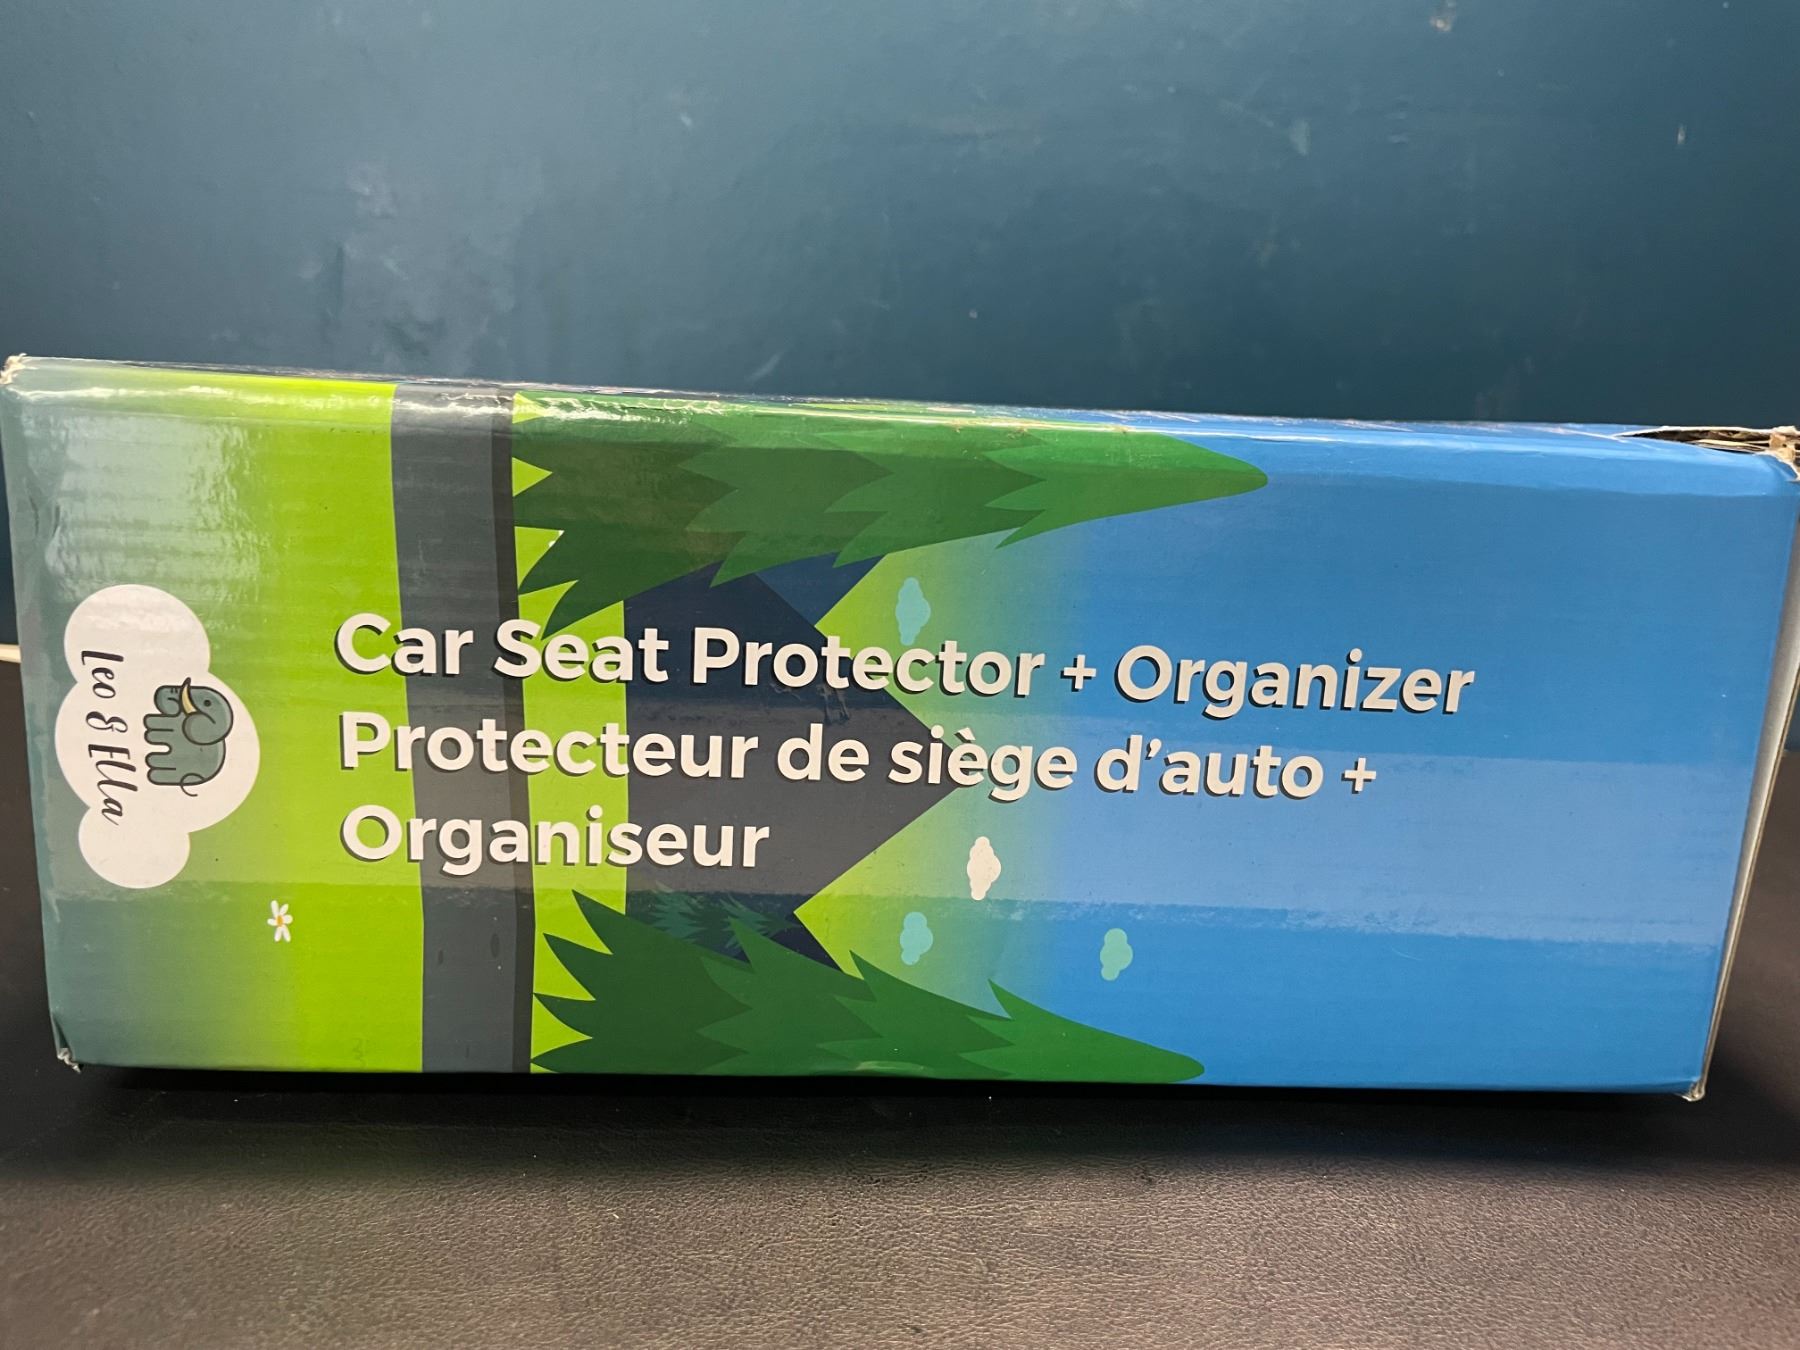 Leo & Ella
Car Seat Protector + Organizer
Protecteur de siège d'auto +
Organiseur